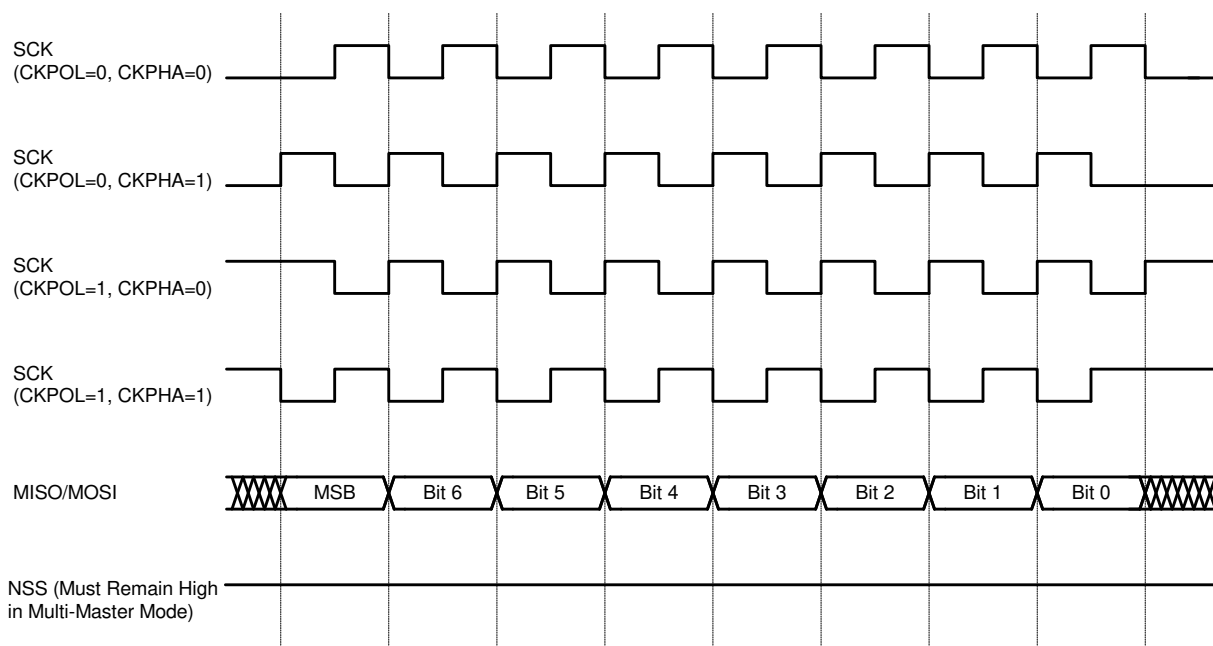 SCK
(CKPOL=0, CKPHA=0)
SCK
(CKPOL=0, CKPHA=1)
SCK
(CKPOL=1, CKPHA=0)
SCK
(CKPOL=1, CKPHA=1)
MISO/MOSI MSB Bit 6 Bit 5 Bit 4 Bit 3 Bit 2 Bit 1 Bit 0
NSS (Must Remain High
in Multi-Master Mode)